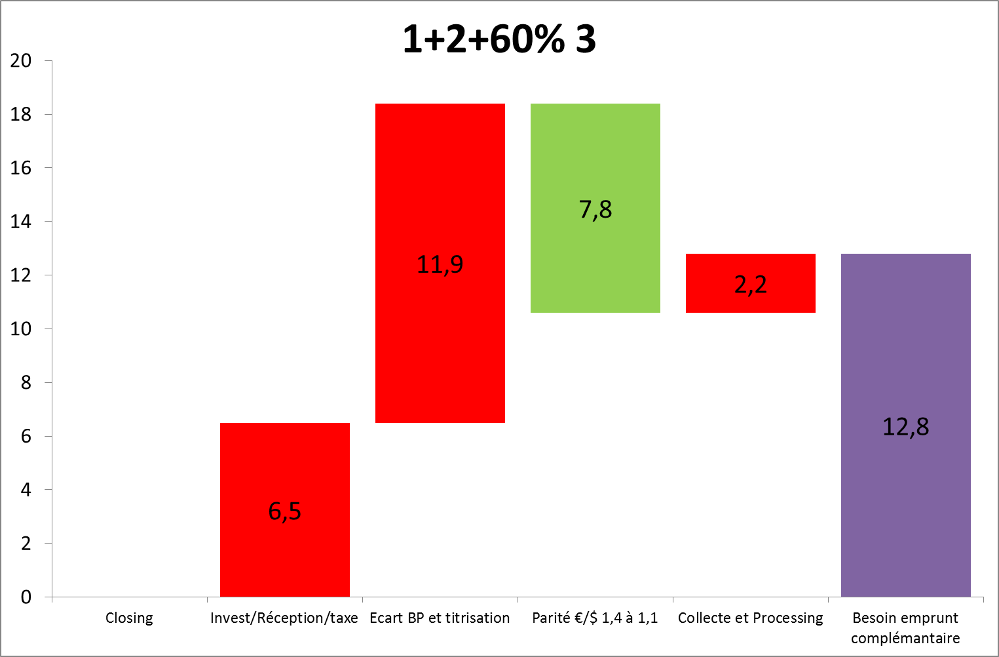 1+2+60% 3
20
18
16
14
12
10
8
6
4
2
0
6,5
11,9
7,8
2,2
12,8
Closing
Invest/Réception/taxe
Ecart BP et titrisation
Parité €/$ 1,4 à 1,1
Collecte et Processing
Besoin emprunt
complémantaire